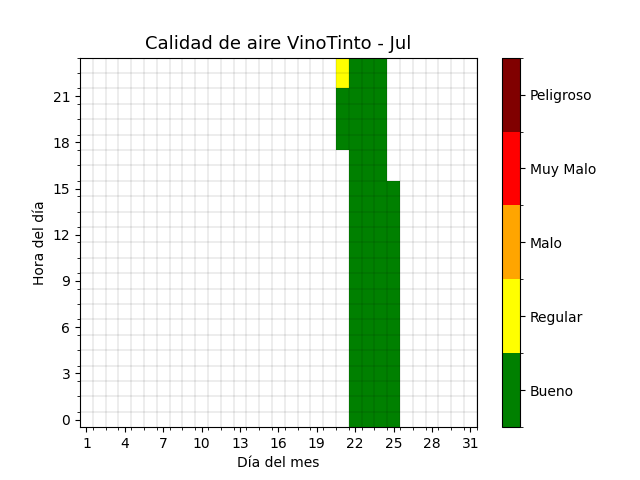 Calidad de aire VinoTinto - Jul
Hora del día
21
18
15
12
9
6
3
0
1 4 7 10 13 16 19 22 25 28 31
Día del mes
Peligroso
Muy Malo
Malo
Regular
Bueno